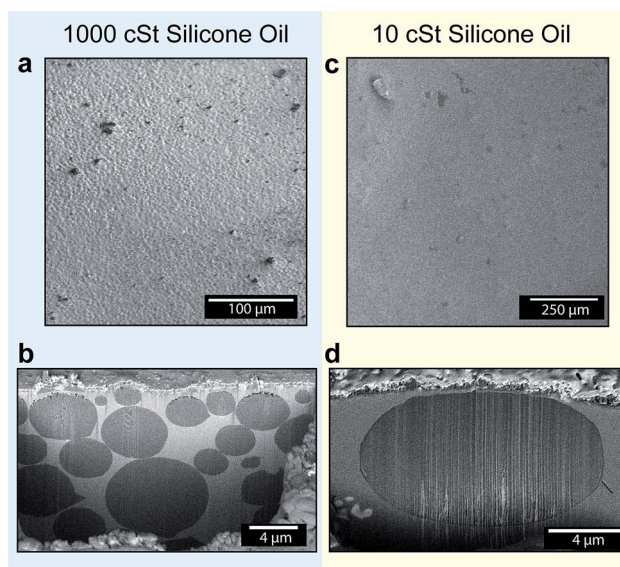 1000 cSt Silicone Oil
10 cSt Silicone Oil
a
c
100 μm
250 μm
b
d
4 μm
4 μm